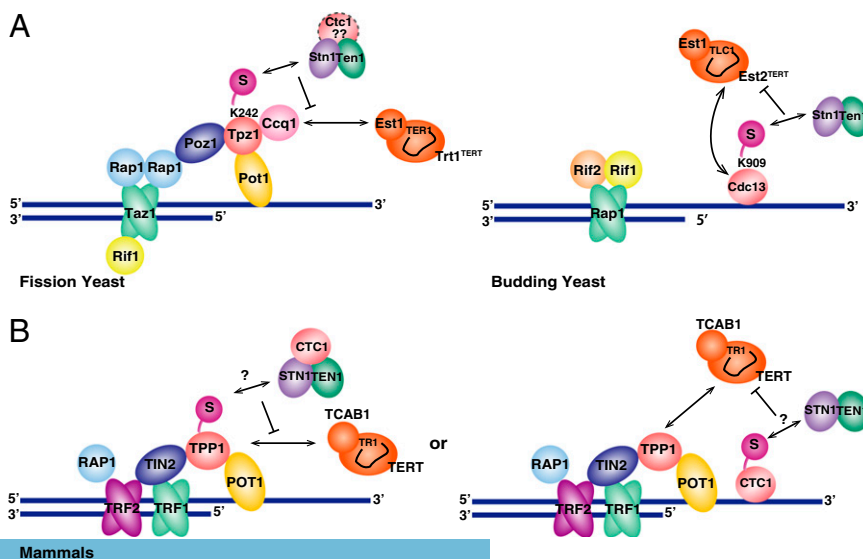 A
Ctc1
??
Stn1 Ten1
S
K242
Ccq1
Tpz1
Poz1
Est1
TER1
Trt1TERT
Rap1 Rap1
Pot1
5' 3'
3' Taz1 5'
Rif1
Fission Yeast
Est1
TLC1
Est2TERT
Stn1 Ten1
S
K909
Rif2 Rif1
Cdc13
5' 3'
3' Rap1 5'
Budding Yeast
B
CTC1
?
STN1 TEN1
S
TCAB1
TPP1
TR1
TERT
RAP1
TIN2
POT1
5' 3'
3' TRF2 TRF1 5'
or
TCAB1
TR1
TERT
STN1 TEN1
?
S
TPP1
RAP1
TIN2
POT1
CTC1
5' 3'
3' TRF2 TRF1 5'
Mammals